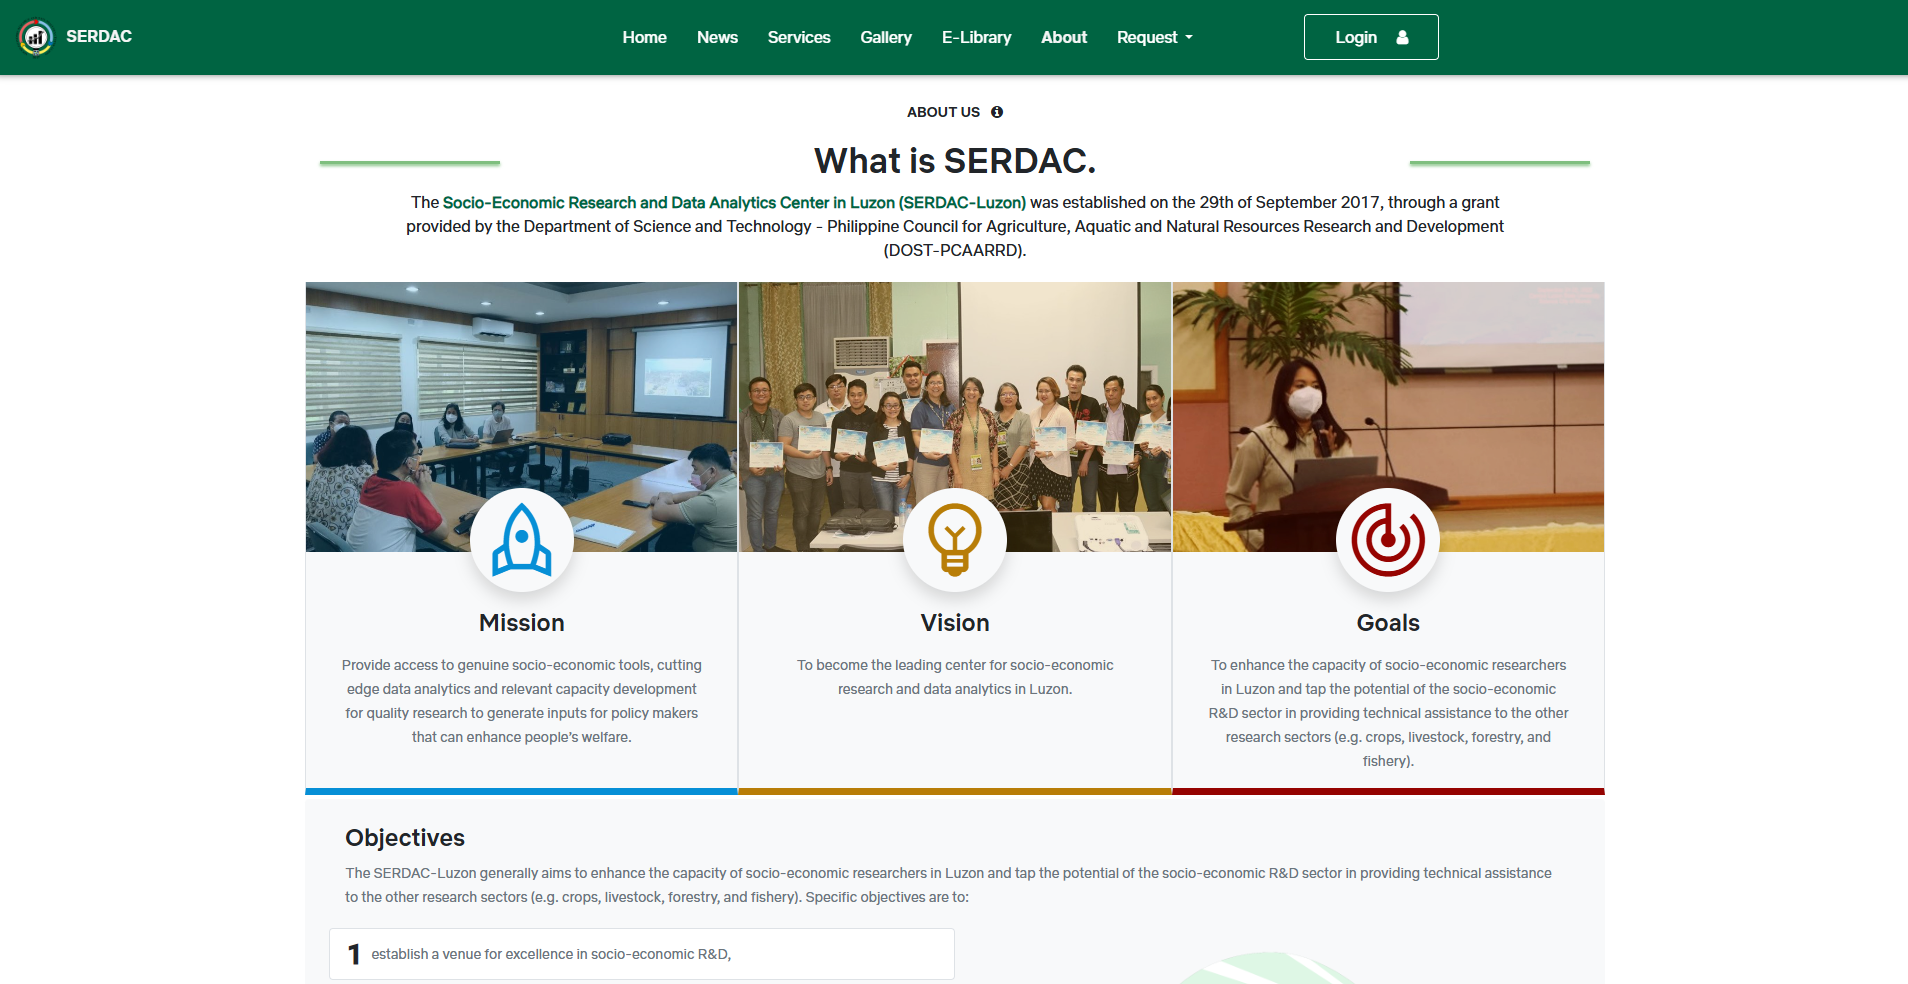 SERDAC
Home News Services Gallery E-Library About Request
Login
ABOUT US
What is SERDAC.
The Socio-Economic Research and Data Analytics Center in Luzon (SERDAC-Luzon) was established on the 29th of September 2017, through a grant
provided by the Department of Science and Technology - Philippine Council for Agriculture, Aquatic and Natural Resources Research and Development
(DOST-PCAARRD).
Mission
Provide access to genuine socio-economic tools, cutting
edge data analytics and relevant capacity development
for quality research to generate inputs for policy makers
that can enhance people's welfare.
Vision
To become the leading center for socio-economic
research and data analytics in Luzon.
Goals
To enhance the capacity of socio-economic researchers
in Luzon and tap the potential of the socio-economic
R&D sector in providing technical assistance to the other
research sectors (e.g. crops, livestock, forestry, and
fishery).
Objectives
The SERDAC-Luzon generally aims to enhance the capacity of socio-economic researchers in Luzon and tap the potential of the socio-economic R&D sector in providing technical assistance
to the other research sectors (e.g. crops, livestock, forestry, and fishery). Specific objectives are to:
1 establish a venue for excellence in socio-economic R&D,